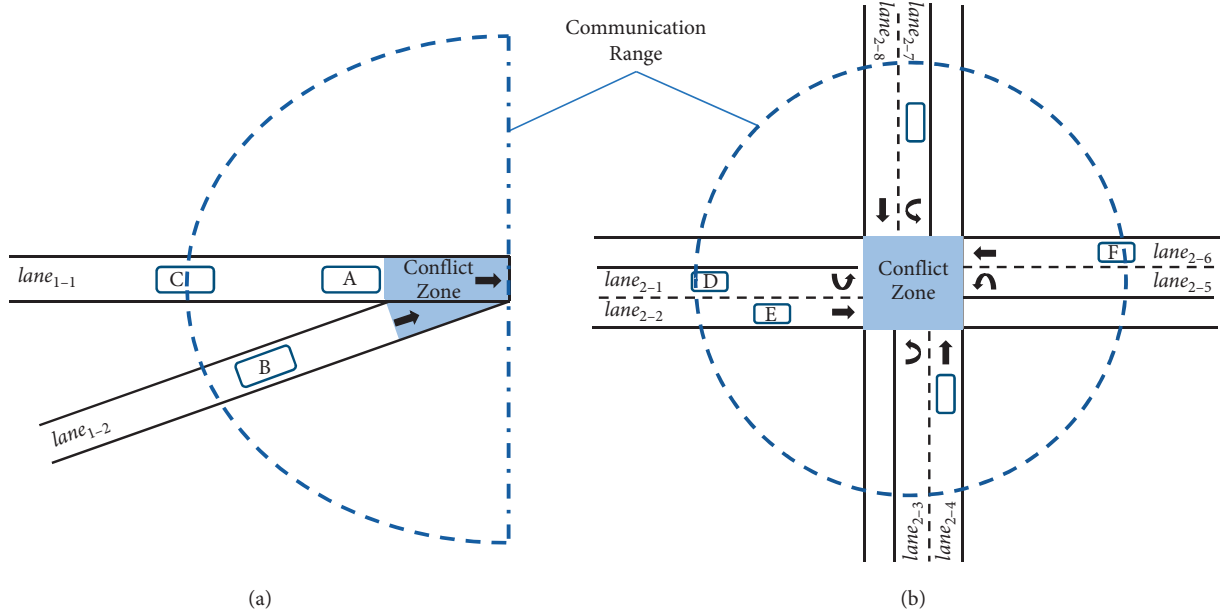 Communication
Range
lane1–1
C
A
Conflict
Zone
B
lane1–2
(a)
lane2–8
lane2–7
lane2–1
D
lane2–2
E
Conflict
Zone
F
lane2–6
lane2–5
lane2–3
lane2–4
(b)